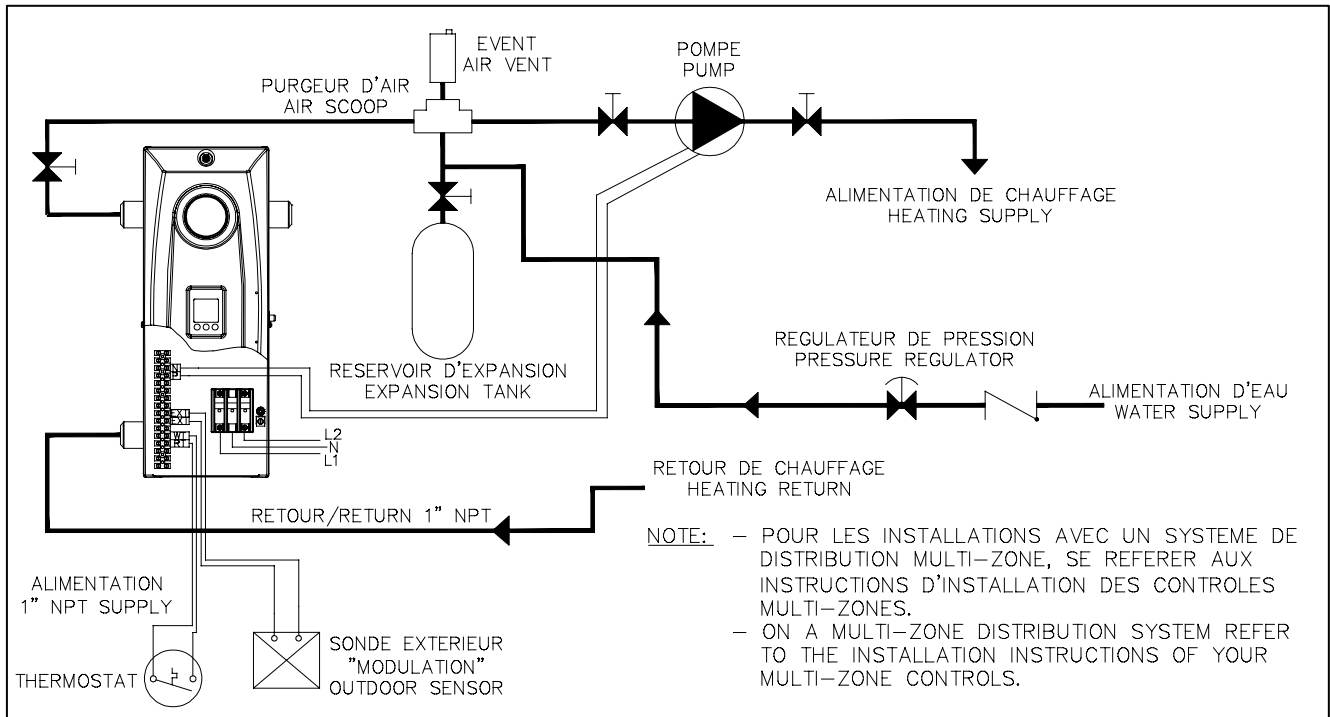 EVENT
AIR VENT
POMPE
PUMP
PURGEUR D'AIR
AIR SCOOP
ALIMENTATION DE CHAUFFAGE
HEATING SUPPLY
RESERVOIR D'EXPANSION
EXPANSION TANK
REGULATEUR DE PRESSION
PRESSURE REGULATOR
ALIMENTATION D'EAU
WATER SUPPLY
L2
N
L1
RETOUR DE CHAUFFAGE
HEATING RETURN
RETOUR/RETURN 1" NPT
NOTE: – POUR LES INSTALLATIONS AVEC UN SYSTEME DE
DISTRIBUTION MULTI–ZONE, SE REFERER AUX
INSTRUCTIONS D'INSTALLATION DES CONTROLES
MULTI–ZONES.
– ON A MULTI–ZONE DISTRIBUTION SYSTEM REFER
TO THE INSTALLATION INSTRUCTIONS OF YOUR
MULTI–ZONE CONTROLS.
ALIMENTATION
1" NPT SUPPLY
THERMOSTAT
SONDE EXTERIEUR
"MODULATION"
OUTDOOR SENSOR